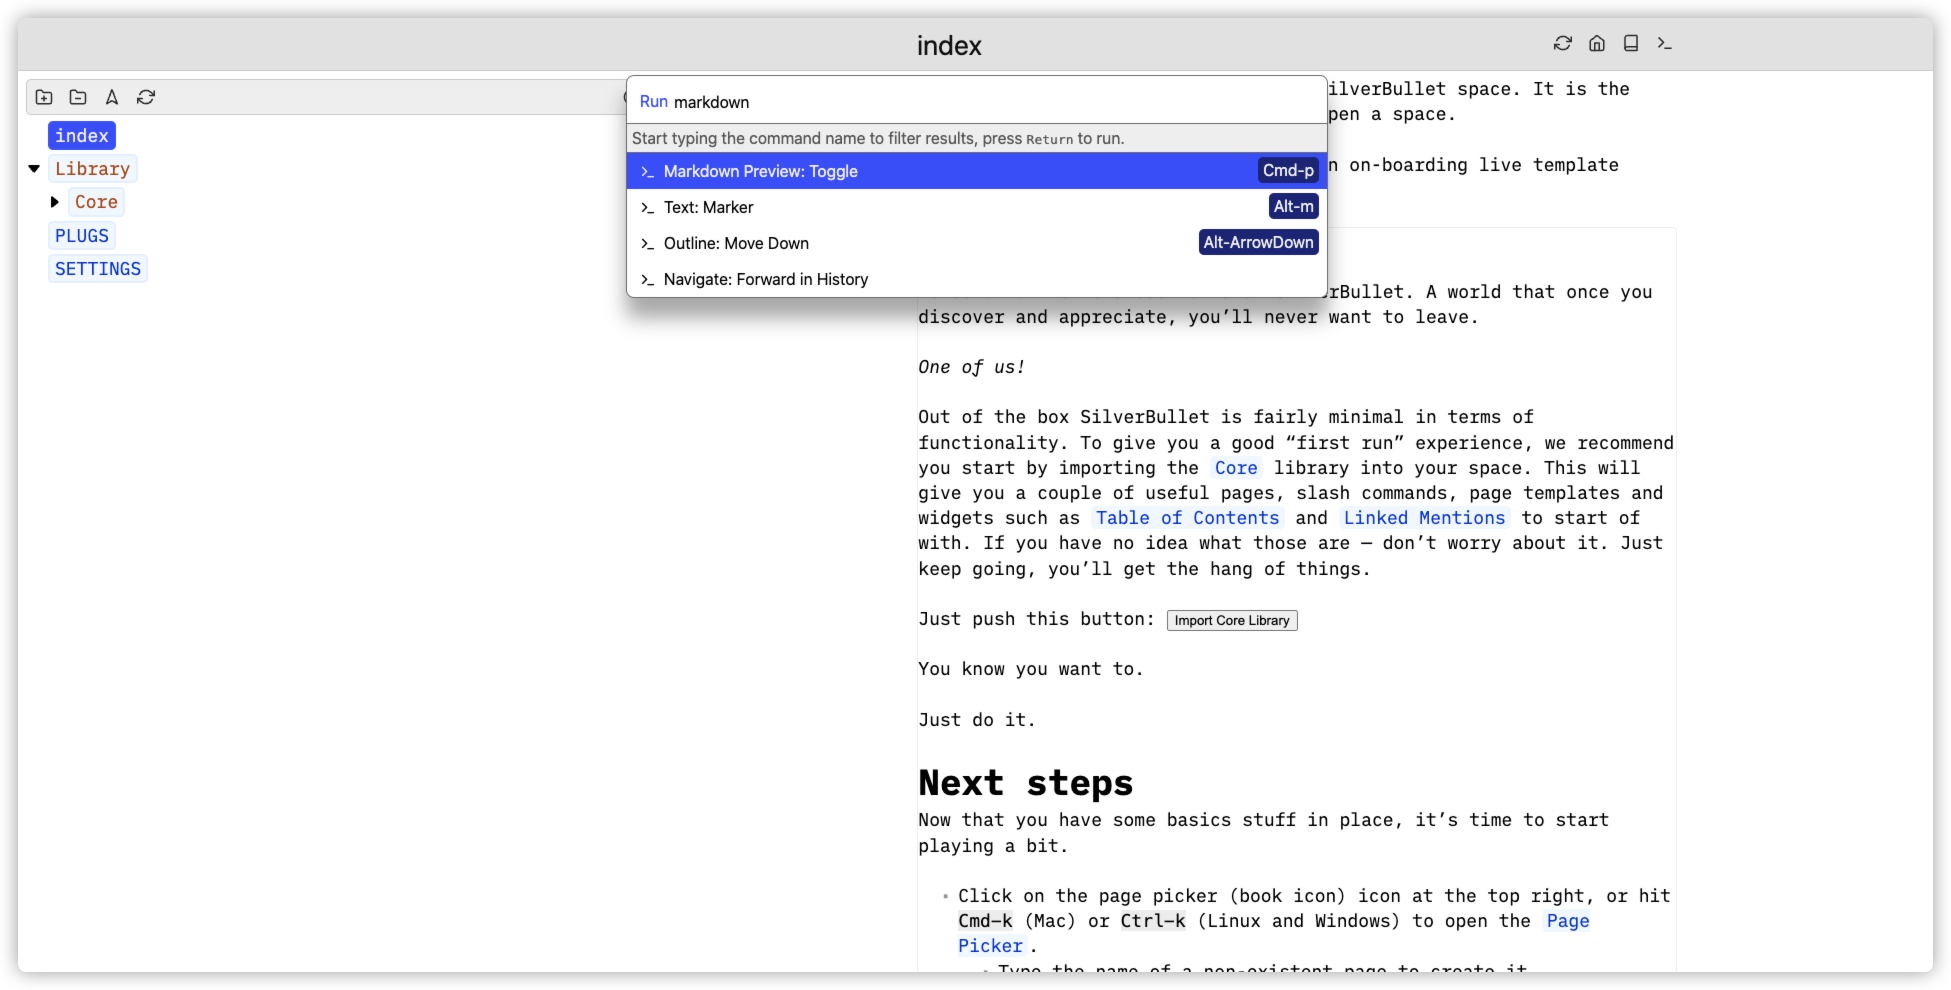 index
index
Library
Core
PLUGS
SETTINGS
Run markdown
Start typing the command name to filter results, press Return to run.
Markdown Preview: Toggle Cmd-p
Text: Marker Alt-m
Outline: Move Down Alt-ArrowDown
Navigate: Forward in History
ilverBullet space. It is the
pen a space.
n on-boarding live template
rBullet. A world that once you
discover and appreciate, you’ll never want to leave.
One of us!
Out of the box SilverBullet is fairly minimal in terms of
functionality. To give you a good “first run” experience, we recommend
you start by importing the Core library into your space. This will
give you a couple of useful pages, slash commands, page templates and
widgets such as Table of Contents and Linked Mentions to start of
with. If you have no idea what those are — don’t worry about it. Just
keep going, you’ll get the hang of things.
Just push this button: Import Core Library
You know you want to.
Just do it.
Next steps
Now that you have some basics stuff in place, it’s time to start
playing a bit.
Click on the page picker (book icon) icon at the top right, or hit
Cmd-k (Mac) or Ctrl-k (Linux and Windows) to open the Page
Picker.
Type the name of a non-existent page to create it